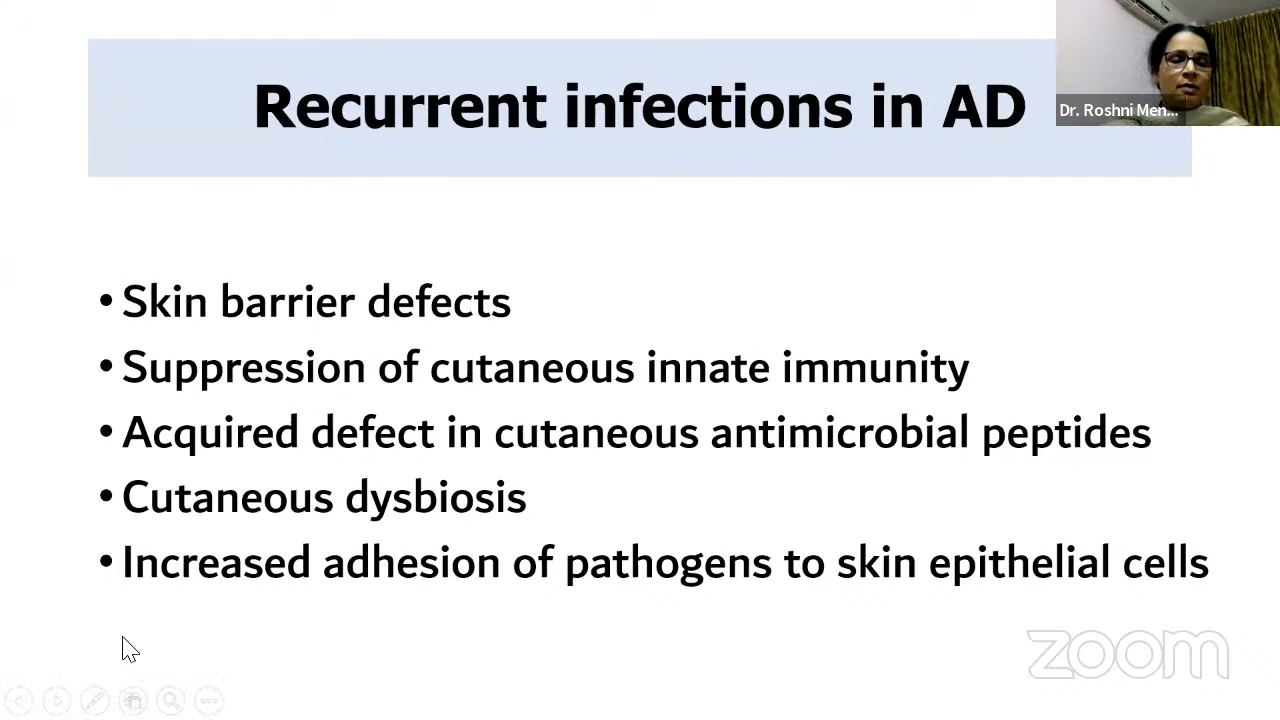 Recurrent infections in AD
Dr. Roshni Men...
• Skin barrier defects
• Suppression of cutaneous innate immunity
• Acquired defect in cutaneous antimicrobial peptides
• Cutaneous dysbiosis
• Increased adhesion of pathogens to skin epithelial cells
zoom